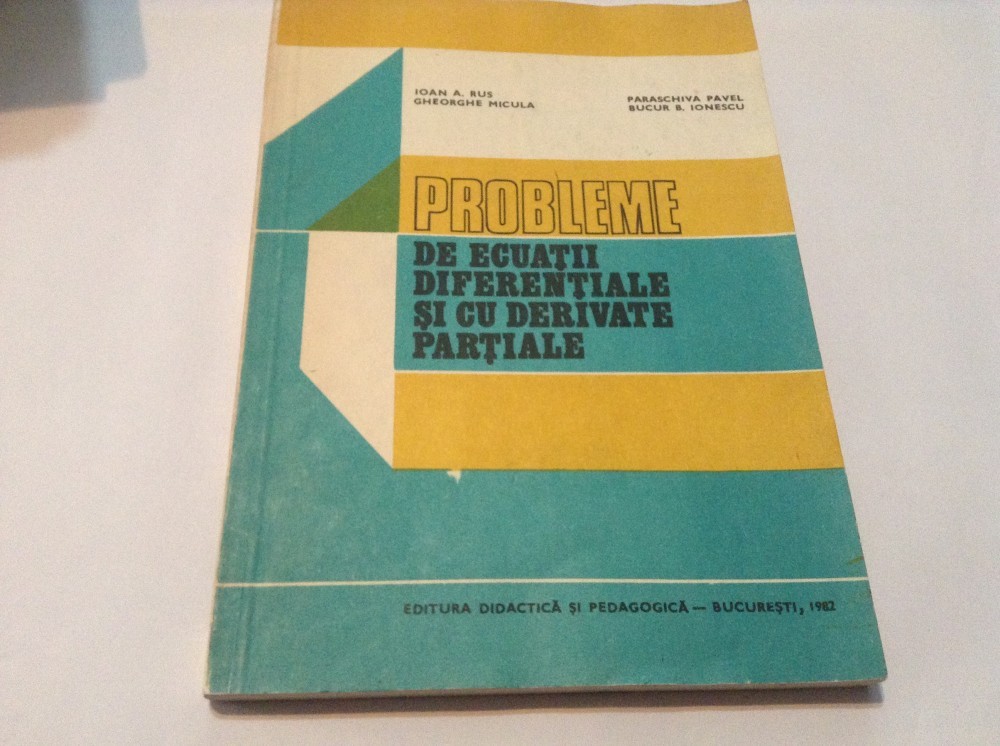 IOAN A. RUS
GHEORGHE MICULA
PARASCHIVA PAVEL
BUCUR B. IONESCU
PROBLEME
DE ECUAȚII
DIFERENȚIALE
ȘI CU DERIVATE
PARȚIALE
EDITURA DIDACTICĂ ȘI PEDAGOGICĂ — BUCUREȘTI, 1982